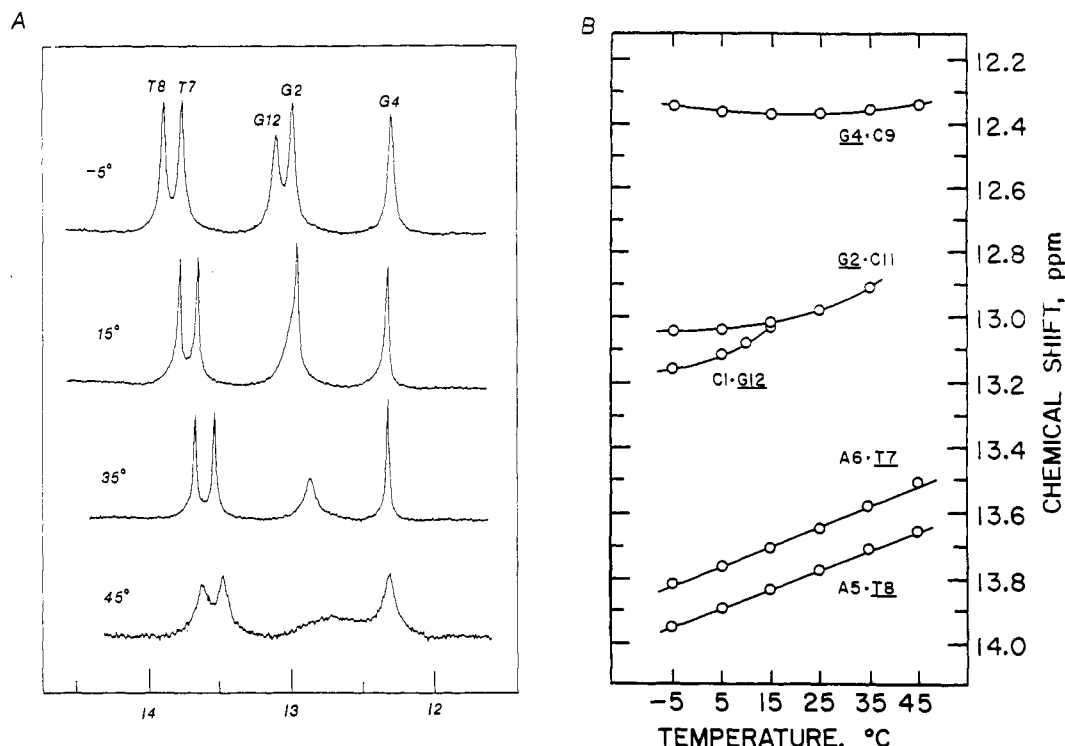 A
T8 T7 G12 G2 G4
-5°
15°
35°
45°
14 13 12
B
12.2
12.4
12.6
12.8
13.0
13.2
13.4
13.6
13.8
14.0
G4·C9
G2·C11
C1·G12
A6·T7
A5·T8
CHEMICAL SHIFT, ppm
-5 5 15 25 35 45
TEMPERATURE, °C